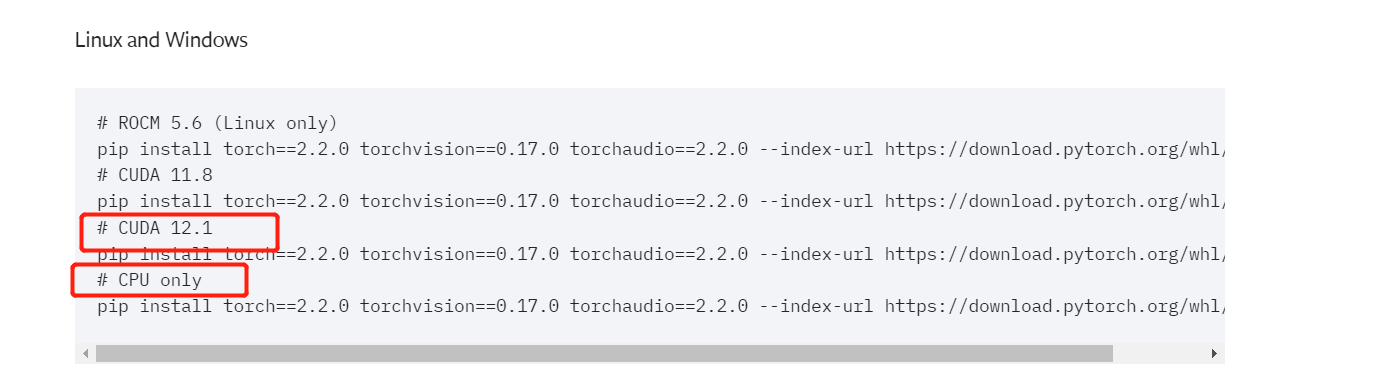 Linux and Windows
# ROCM 5.6 (Linux only)
pip install torch==2.2.0 torchvision==0.17.0 torchaudio==2.2.0 --index-url https://download.pytorch.org/whl/
# CUDA 11.8
pip install torch==2.2.0 torchvision==0.17.0 torchaudio==2.2.0 --index-url https://download.pytorch.org/whl/
# CUDA 12.1
pip install torch==2.2.0 torchvision==0.17.0 torchaudio==2.2.0 --index-url https://download.pytorch.org/whl/
# CPU only
pip install torch==2.2.0 torchvision==0.17.0 torchaudio==2.2.0 --index-url https://download.pytorch.org/whl/